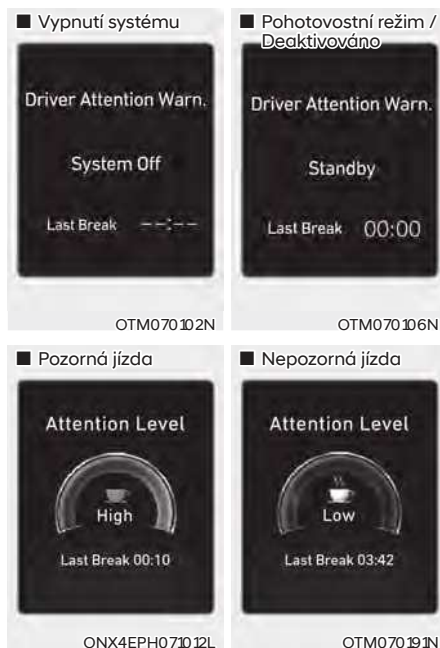 ■ Vypnutí systému
Driver Attention Warn.
System Off
Last Break --:--
OTM070102N
■ Pohotovostní režim /
Deaktivováno
Driver Attention Warn.
Standby
Last Break 00:00
OTM070106N
■ Pozorná jízda
Attention Level
High
Last Break 00:10
ONX4EPH071012L
■ Nepozorná jízda
Attention Level
Low
Last Break 03:42
OTM070191N